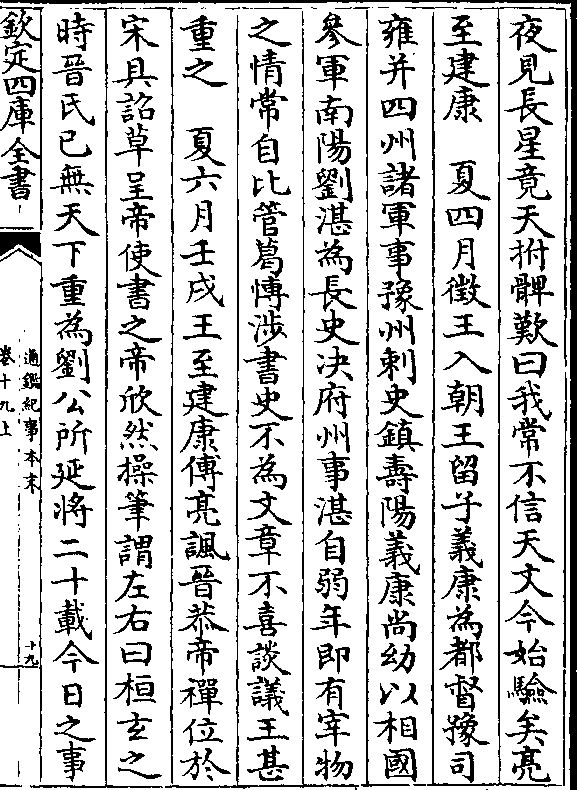 夜見長星竟天拊髀歎曰我常不信天文今始驗矣亮
至建康　夏四月徵王入朝王留子義康為都督豫司
雍并四州諸軍事豫州刺史鎮壽陽義康尚幼以相國
參軍南陽劉湛為長史决府州事湛自弱年即有宰物
之情常自比管葛博涉書史不為文章不喜談議王甚
重之　夏六月壬戌王至建康傅亮諷晉恭帝禪位於
宋具詔草呈帝使書之帝欣然操筆謂左右曰桓玄之
時晉氏已無天下重為劉公所延將二十載今日之事
欽定四庫全書
通鑑紀事本末
卷十九上
十九